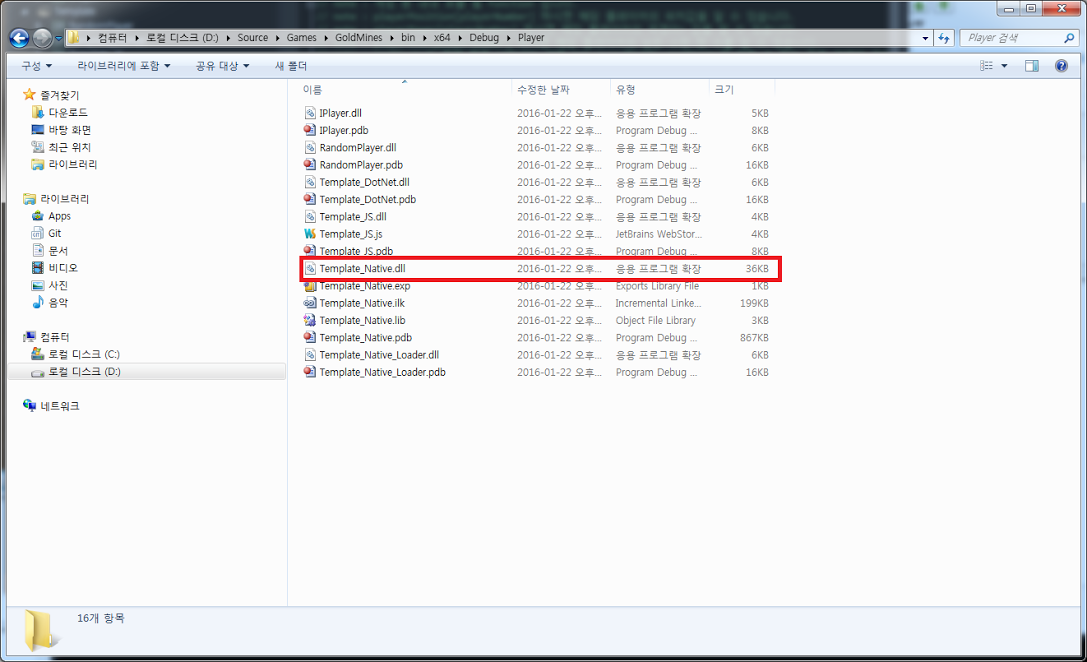 컴퓨터 ▸ 로컬 디스크 (D:) ▸ Source ▸ Games ▸ GoldMines ▸ bin ▸ x64 ▸ Debug ▸ Player
Player 검색
구성 라이브러리에 포함 공유 대상 새 폴더
즐겨찾기
다운로드
바탕 화면
최근 위치
라이브러리
라이브러리
Apps
Git
문서
비디오
사진
음악
컴퓨터
로컬 디스크 (C:)
로컬 디스크 (D:)
네트워크
이름 수정한 날짜 유형 크기
IPlayer.dll 2016-01-22 오후... 응용 프로그램 확장 5KB
IPlayer.pdb 2016-01-22 오후... Program Debug ... 8KB
RandomPlayer.dll 2016-01-22 오후... 응용 프로그램 확장 6KB
RandomPlayer.pdb 2016-01-22 오후... Program Debug ... 16KB
Template_DotNet.dll 2016-01-22 오후... 응용 프로그램 확장 6KB
Template_DotNet.pdb 2016-01-22 오후... Program Debug ... 16KB
Template_JS.dll 2016-01-22 오후... 응용 프로그램 확장 4KB
Template_JS.js 2016-01-22 오후... JetBrains WebStor... 4KB
Template_JS.pdb 2016-01-22 오후... Program Debug ... 8KB
Template_Native.dll 2016-01-22 오후... 응용 프로그램 확장 36KB
Template_Native.exp 2016-01-22 오후... Exports Library File 1KB
Template_Native.ilk 2016-01-22 오후... Incremental Linke... 199KB
Template_Native.lib 2016-01-22 오후... Object File Library 3KB
Template_Native.pdb 2016-01-22 오후... Program Debug ... 867KB
Template_Native_Loader.dll 2016-01-22 오후... 응용 프로그램 확장 6KB
Template_Native_Loader.pdb 2016-01-22 오후... Program Debug ... 16KB
16개 항목